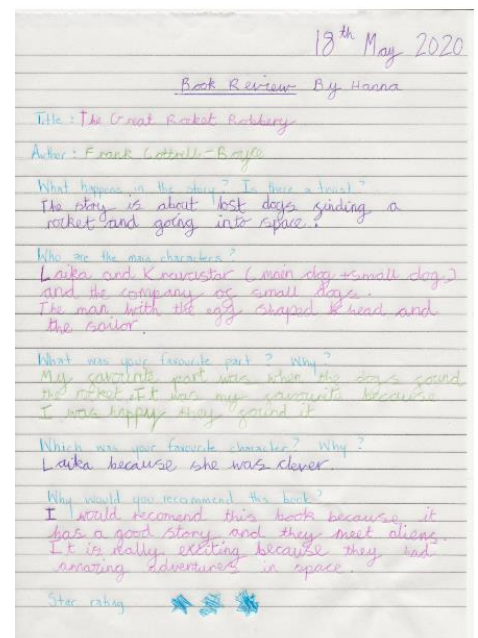 18th May 2020
Book Review By Hanna
Title : The Great Rocket Robbery
Author : Frank Cottrell-Boyce
What happens in the story? Is there a twist?
The story is about lost dogs finding a
rocket and going into space.
Who are the main characters?
Laika and (main dog + small dog)
and the company of small dogs.
The man with the egg shaped head and
the sailor.
What was your favourite part? Why?
My favourite part was when the dogs found
the rocket. It was my favourite because
I was happy they found it
Which was your favourite character? Why?
Laika because she was clever
Why would you recommend this book?
I would recomend this book because it
has a good story and they meet aliens.
It is really exciting because they had
amazing adventures in space.
Star rating